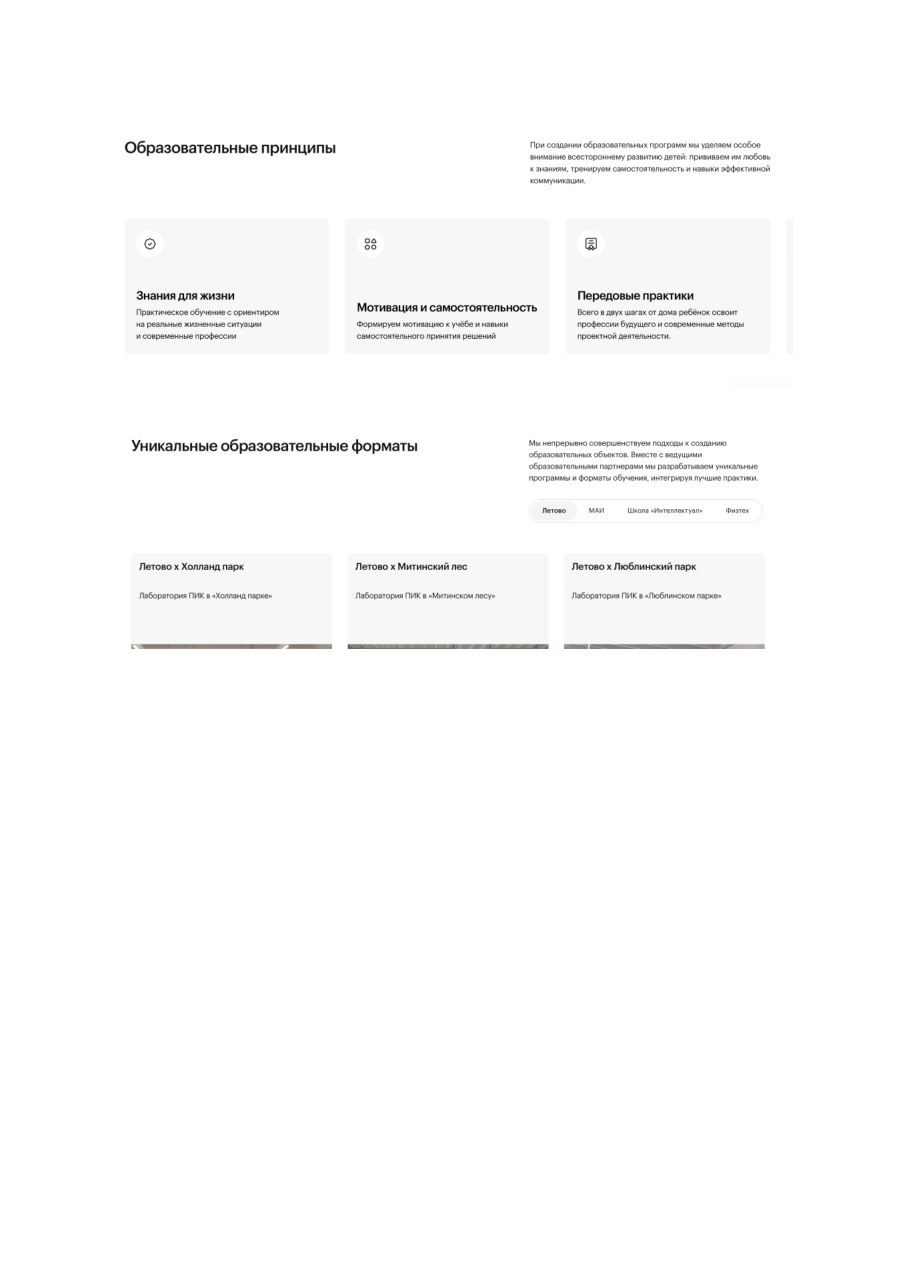 Образовательные принципы
При создании образовательных программ мы уделяем особое
внимание всестороннему развитию детей: прививаем им любовь
к знаниям, тренируем самостоятельность и навыки эффективной
коммуникации.
Знания для жизни
Практическое обучение с ориентиром
на реальные жизненные ситуации
и современные профессии
Мотивация и самостоятельность
Формируем мотивацию к учёбе и навыки
самостоятельного принятия решений
Передовые практики
Всего в двух шагах от дома ребёнок освоит
профессии будущего и современные методы
проектной деятельности.
Уникальные образовательные форматы
Мы непрерывно совершенствуем подходы к созданию
образовательных объектов. Вместе с ведущими
образовательными партнерами мы разрабатываем уникальные
программы и форматы обучения, интегрируя лучшие практики.
Летово МАИ Школа «Интеллектуал» Физтех
Летово x Холланд парк
Лаборатория ПИК в «Холланд парке»
Летово x Митинский лес
Лаборатория ПИК в «Митинском лесу»
Летово x Люблинский парк
Лаборатория ПИК в «Люблинском парке»